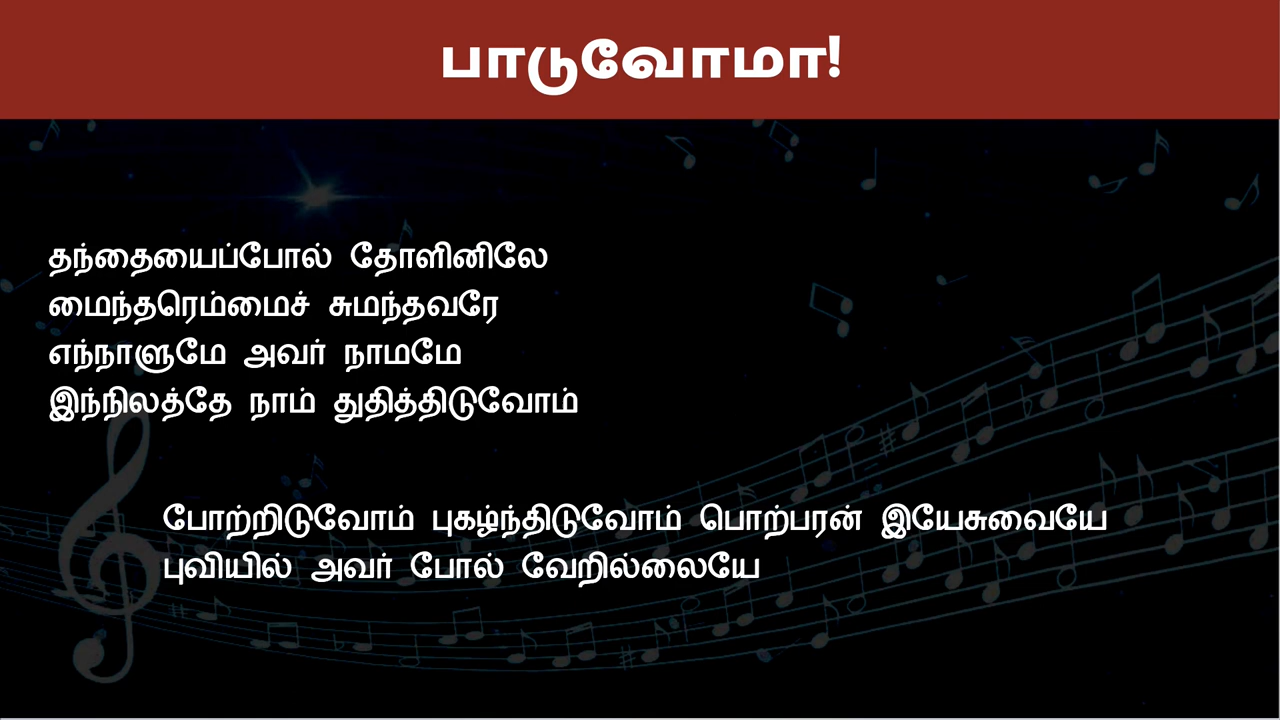 பாடுவோமா!
தந்தையைப்போல் தோளினிலே
மைந்தரெம்மைச் சுமந்தவரே
எந்நாளுமே அவர் நாமமே
இந்நிலத்தே நாம் துதித்திடுவோம்
போற்றிடுவோம் புகழ்ந்திடுவோம் பொற்பரன் இயேசுவையே
புவியில் அவர் போல் வேறில்லையே